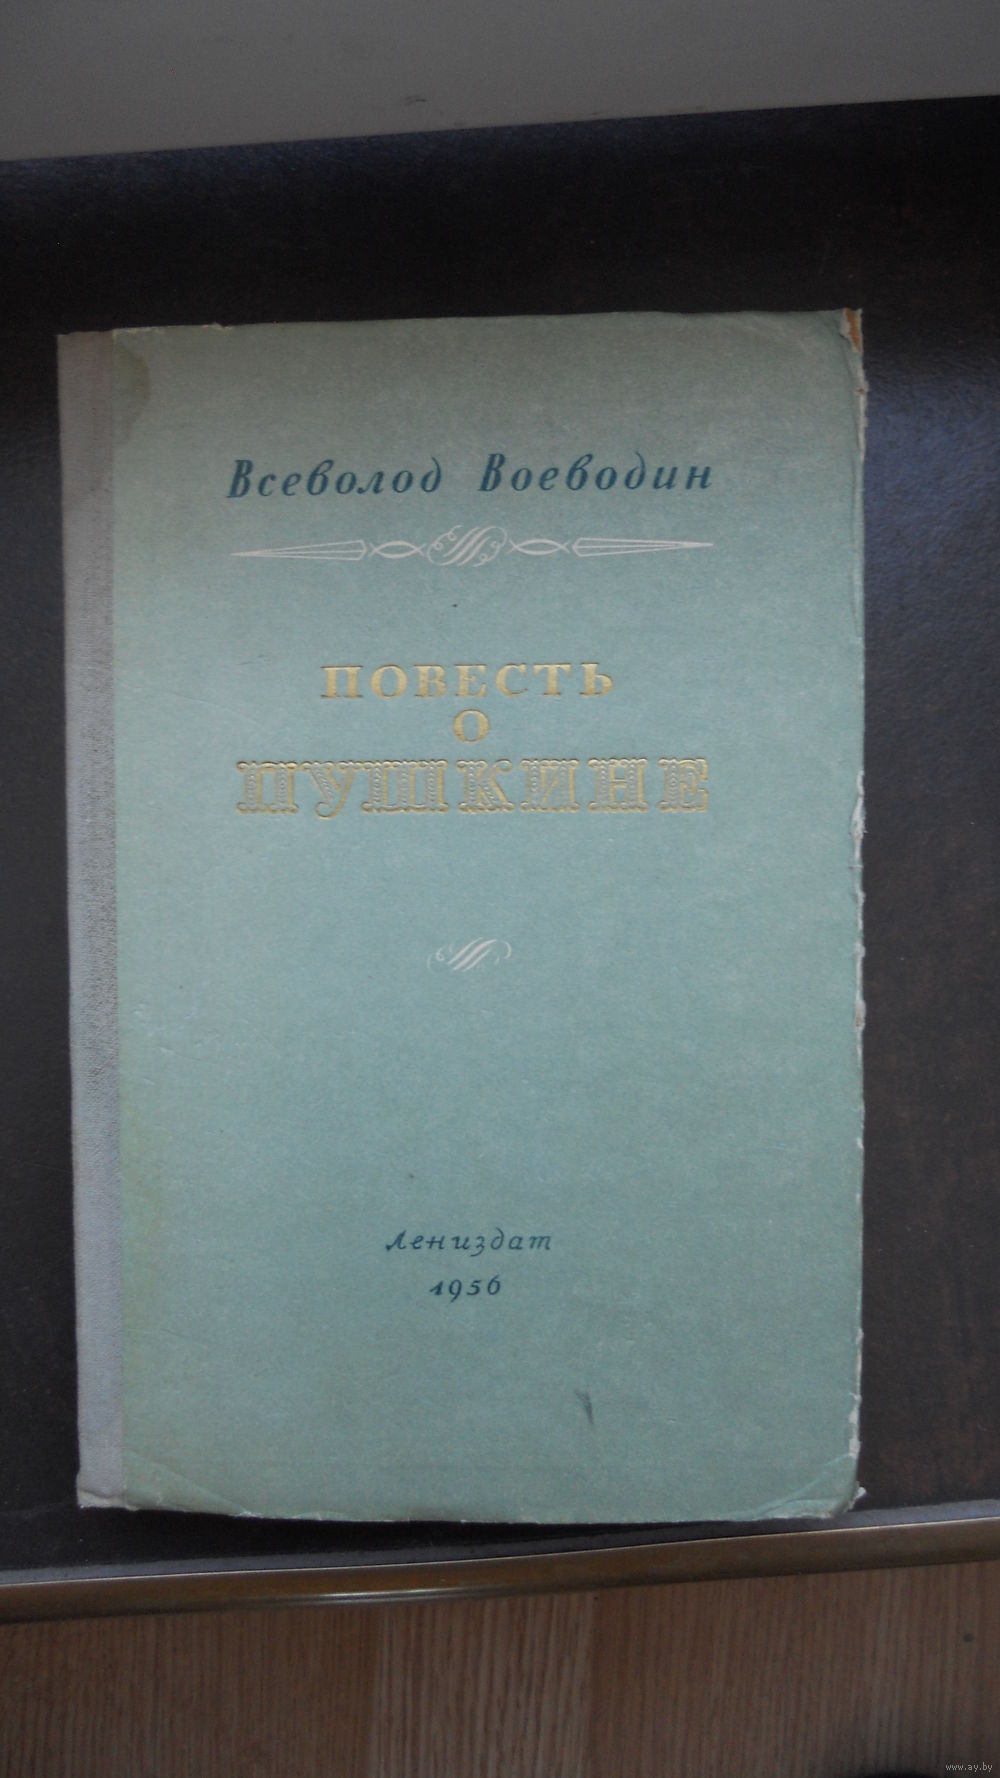 Всеволод Воеводин
ПОВЕСТЬ
О
ПУШКИНЕ
Лениздат
1956
www.ay.by